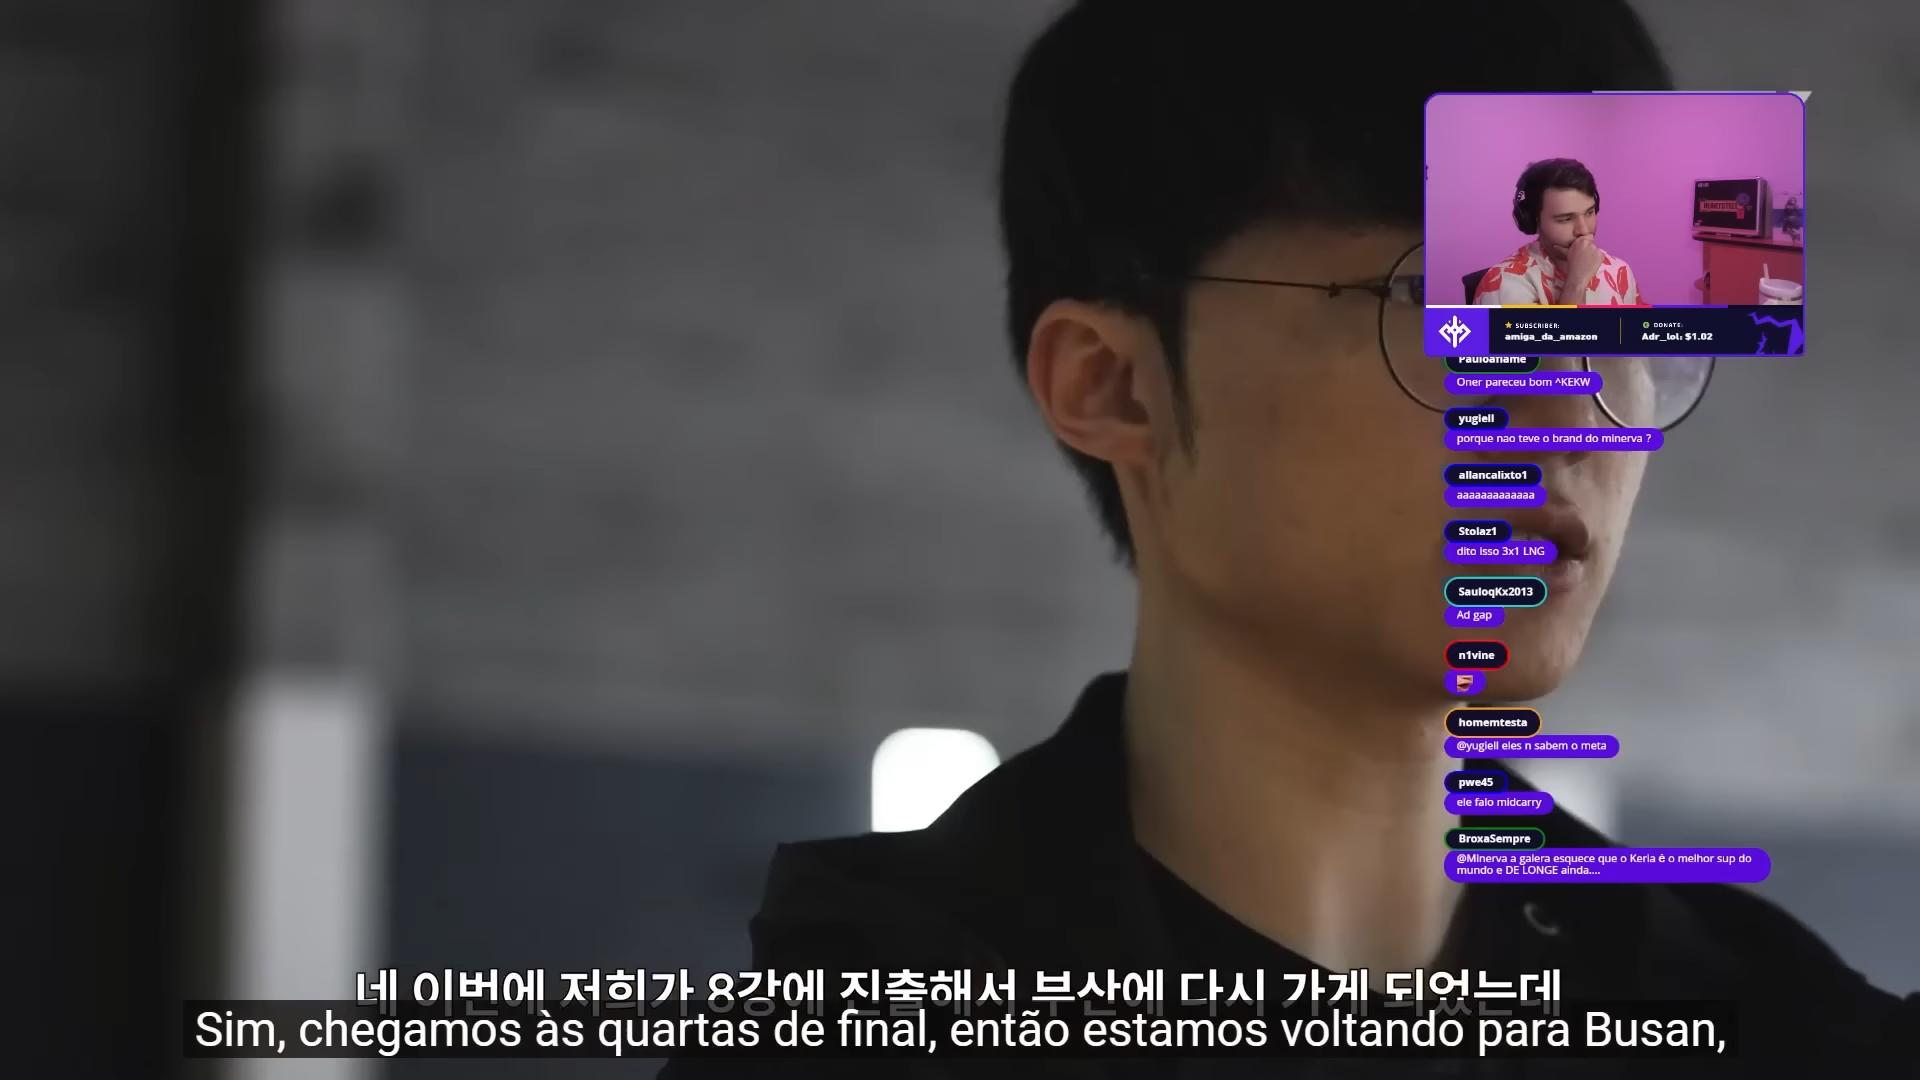 SUBSCRIBER:
amiga_da_amazon
DONATE:
Adr_lol: $1.02
Pauloaflame
Oner pareceu bom ^KEKW
yugiell
porque nao teve o brand do minerva ?
allancalixto1
aaaaaaaaaaaaa
Stolaz1
dito isso 3x1 LNG
SauloqKx2013
Ad gap
n1vine
homemtesta
@yugiell eles n sabem o meta
pwe45
ele falo midcarry
BroxaSempre
@Minerva a galera esquece que o Keria é o melhor sup do
mundo e DE LONGE ainda....
네 이번에 저희가 8강에 진출해서 부산에 다시 가게 되었는데
Sim, chegamos às quartas de final, então estamos voltando para Busan,